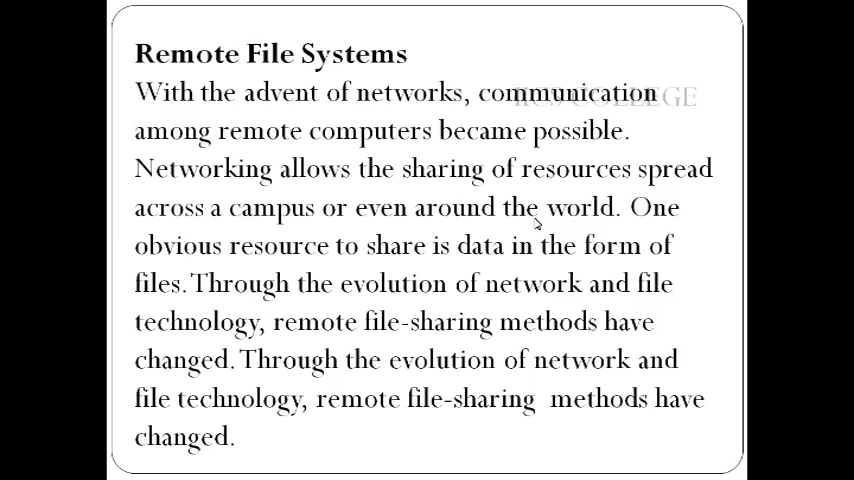 Remote File Systems
With the advent of networks, communication
among remote computers became possible.
Networking allows the sharing of resources spread
across a campus or even around the world. One
obvious resource to share is data in the form of
files. Through the evolution of network and file
technology, remote file-sharing methods have
changed. Through the evolution of network and
file technology, remote file-sharing methods have
changed.
COLLEGE